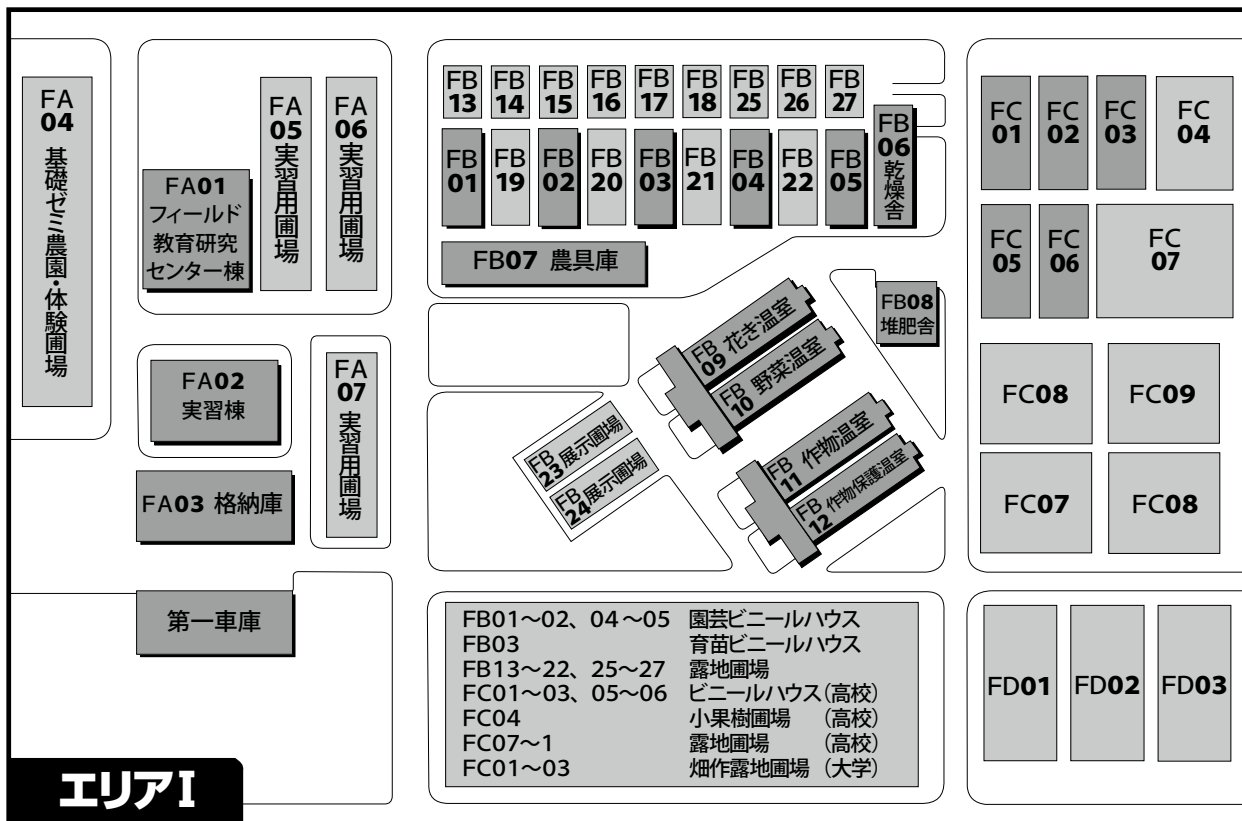 FA
04
基礎ゼミ農園・体験圃場
FA01
フィールド
教育研究
センター棟
FA
05
実習用圃場
FA
06
実習用圃場
FA02
実習棟
FA
07
実習用圃場
FA03 格納庫
第一車庫
FB
13
FB
14
FB
15
FB
16
FB
17
FB
18
FB
25
FB
26
FB
27
FB
01
FB
19
FB
02
FB
20
FB
03
FB
21
FB
04
FB
22
FB
05
FB
06
乾燥舎
FB07 農具庫
FB08
堆肥舎
FB
09 花き温室
FB
10 野菜温室
FB
11 作物温室
FB
12 作物保護温室
FB
23 展示圃場
FB
24 展示圃場
FC
01
FC
02
FC
03
FC
04
FC
05
FC
06
FC
07
FC08
FC09
FC07
FC08
FD01
FD02
FD03
FB01～02、04～05 園芸ビニールハウス
FB03 育苗ビニールハウス
FB13～22、25～27 露地圃場
FC01～03、05～06 ビニールハウス（高校）
FC04 小果樹圃場 （高校）
FC07～1 露地圃場 （高校）
FC01～03 畑作露地圃場 （大学）
エリアI